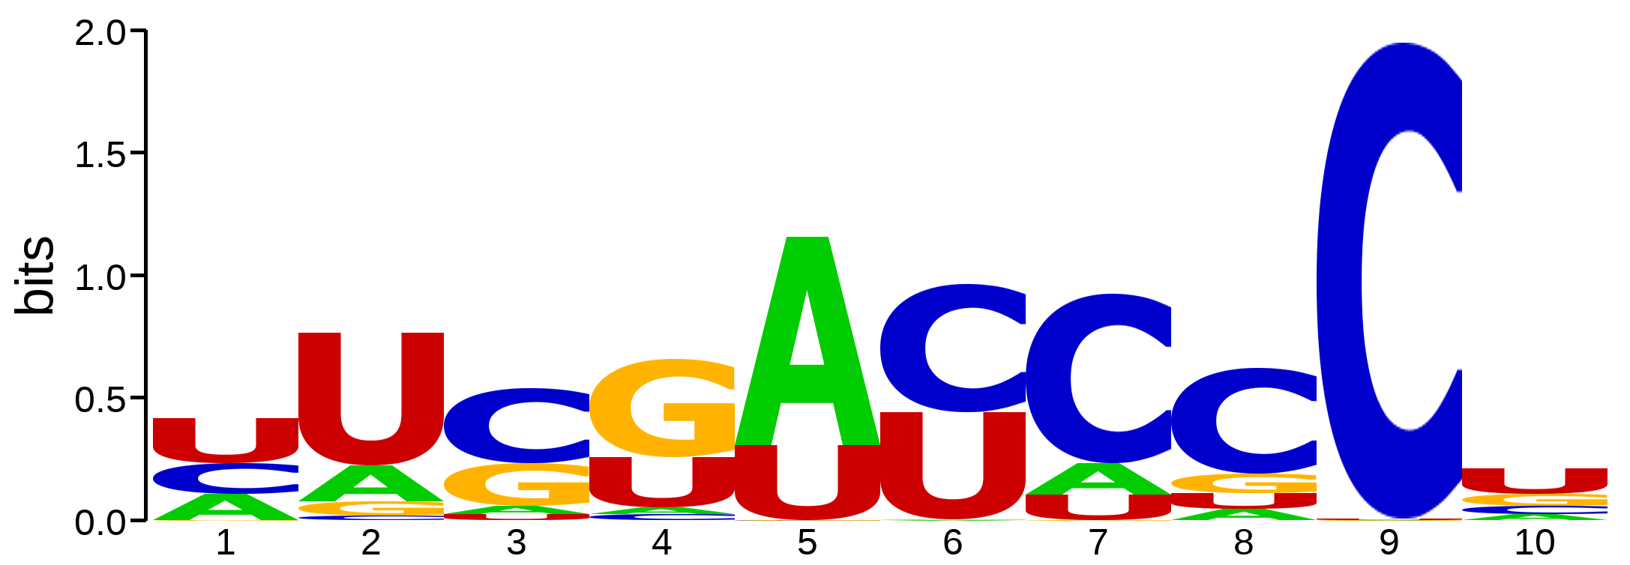 2.0
1.5
1.0
0.5
0.0
bits
U U C G A C C C C U
C A G U U U A G U G
A G A A U U C
C U C A A
1 2 3 4 5 6 7 8 9 10